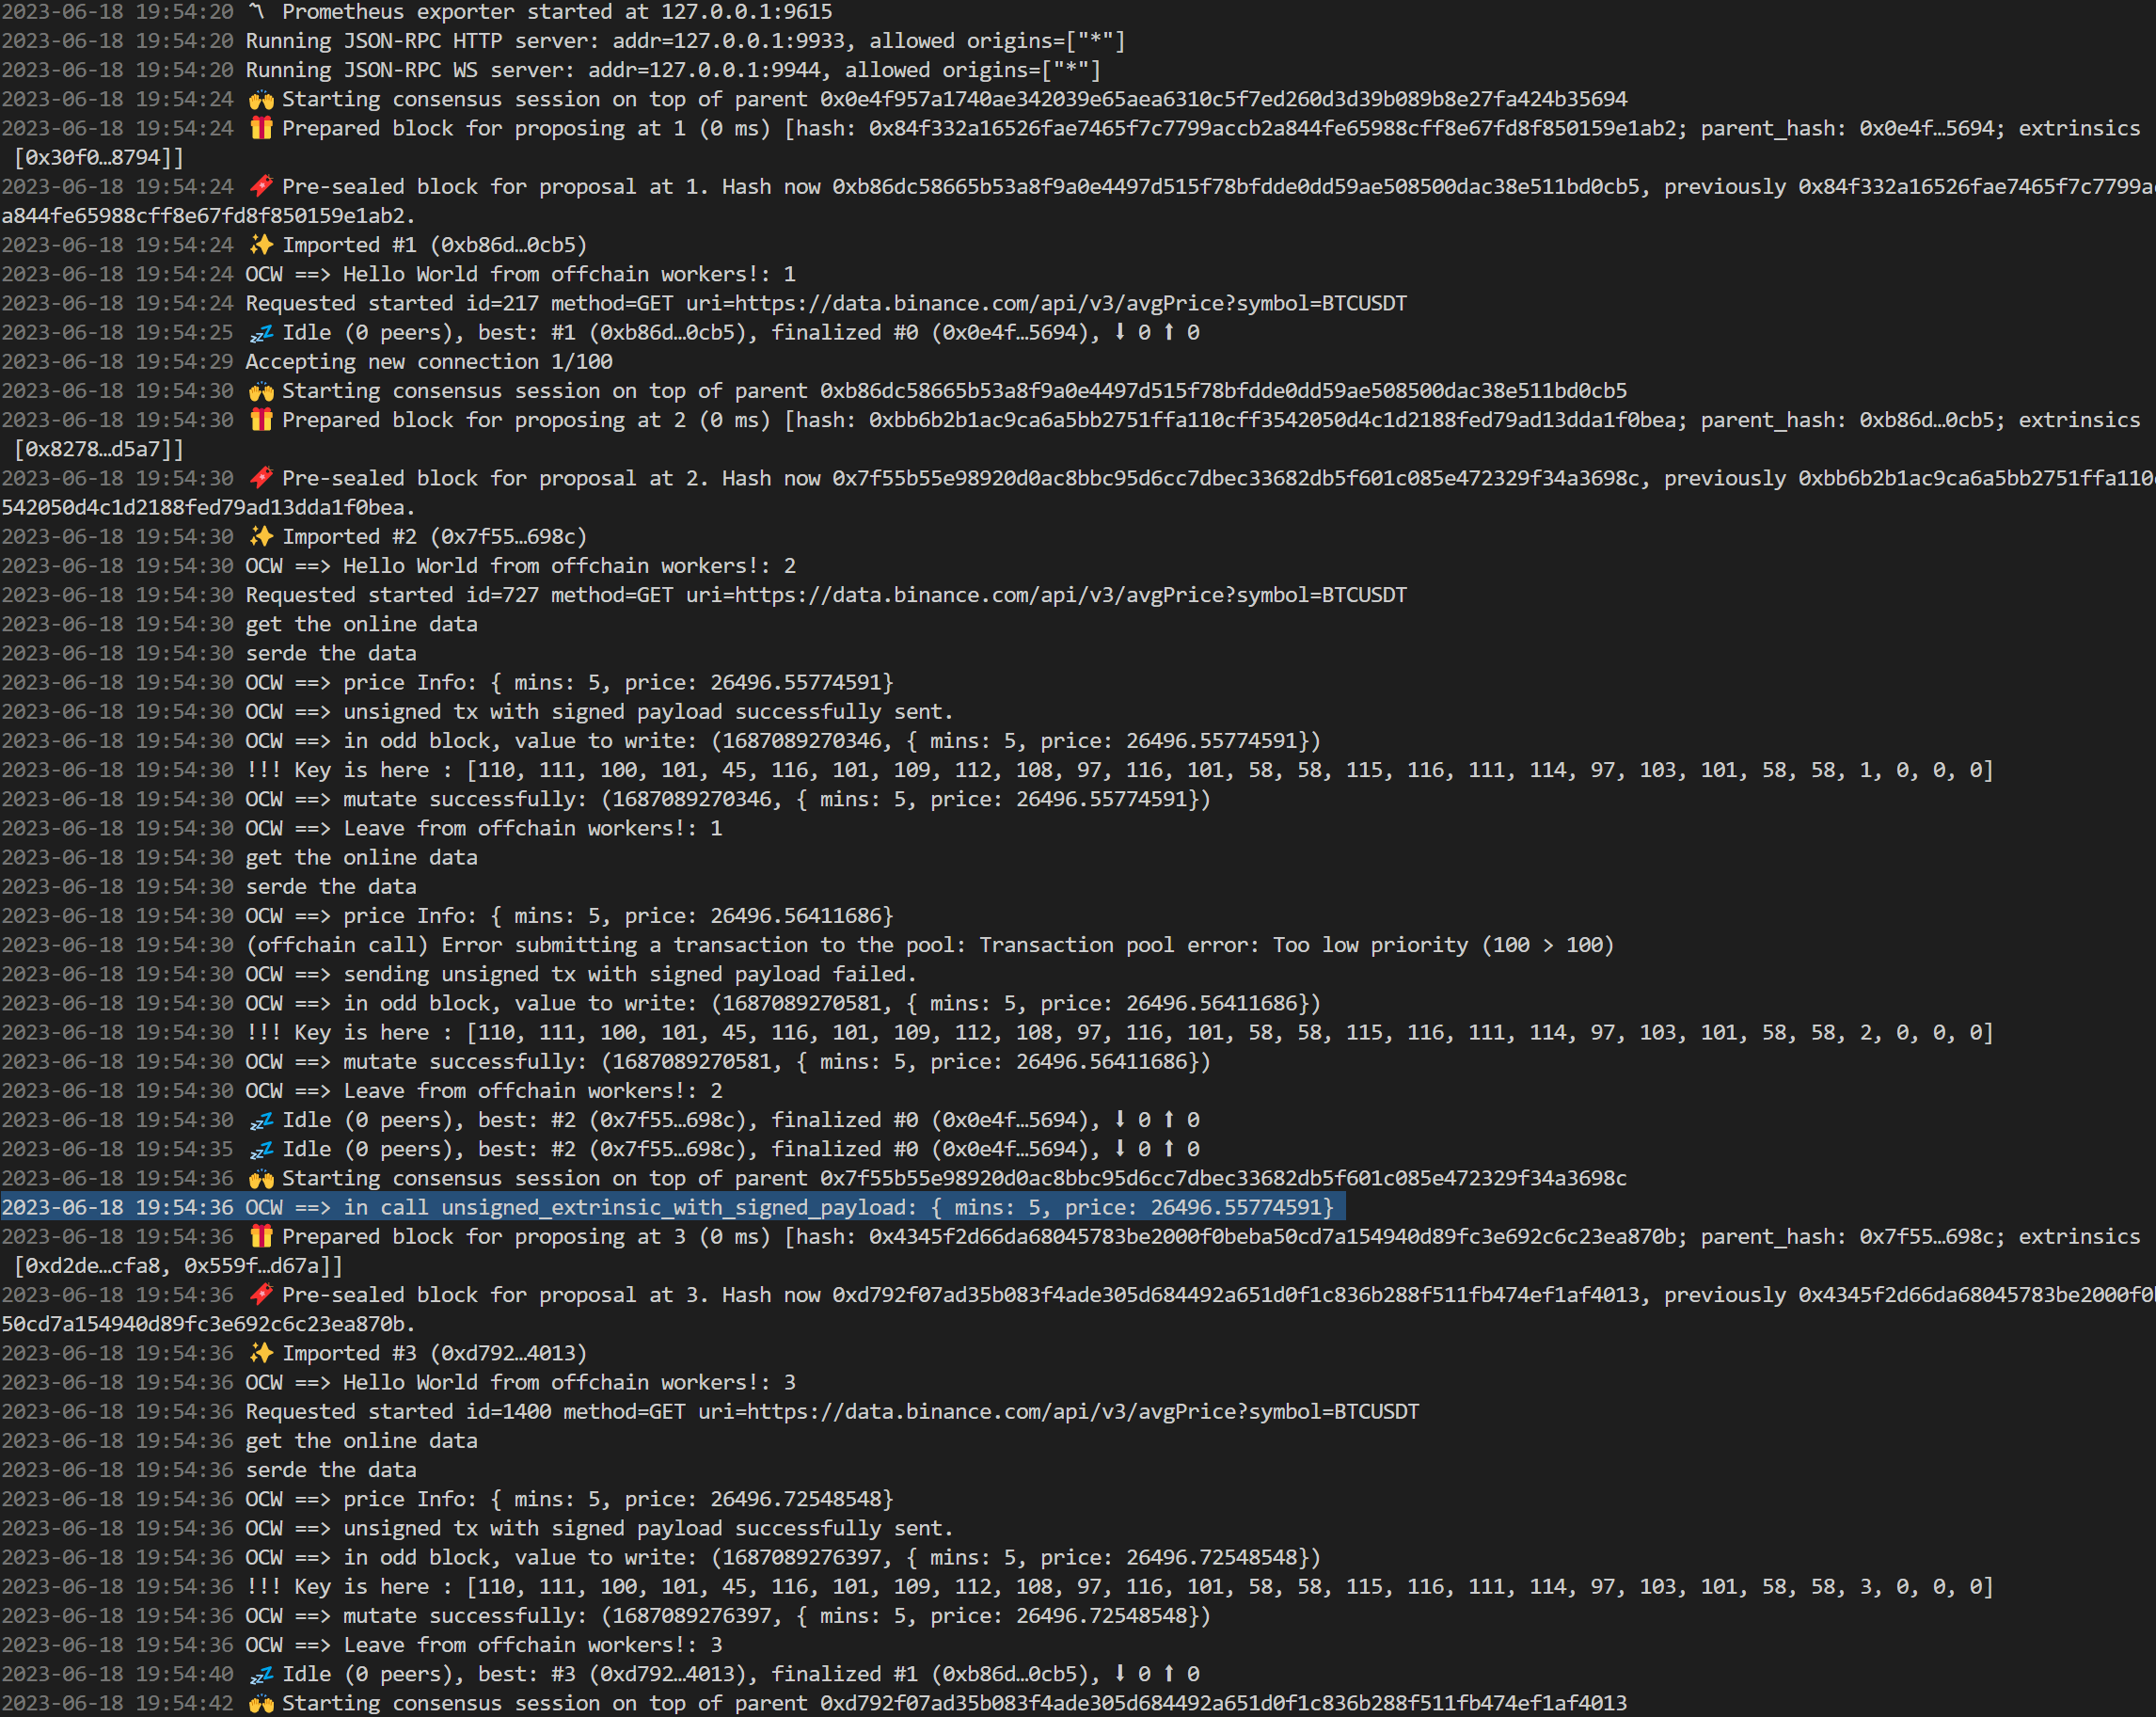 2023-06-18 19:54:20 〽️ Prometheus exporter started at 127.0.0.1:9615
2023-06-18 19:54:20 Running JSON-RPC HTTP server: addr=127.0.0.1:9933, allowed origins=["*"]
2023-06-18 19:54:20 Running JSON-RPC WS server: addr=127.0.0.1:9944, allowed origins=["*"]
2023-06-18 19:54:24 🙌 Starting consensus session on top of parent 0x0e4f957a1740ae342039e65aea6310c5f7ed260d3d39b089b8e27fa424b35694
2023-06-18 19:54:24 🎁 Prepared block for proposing at 1 (0 ms) [hash: 0x84f332a16526fae7465f7c7799accb2a844fe65988cff8e67fd8f850159e1ab2; parent_hash: 0x0e4f…5694; extrinsics
[0x30f0…8794]]
2023-06-18 19:54:24 🔖 Pre-sealed block for proposal at 1. Hash now 0xb86dc58665b53a8f9a0e4497d515f78bfdde0dd59ae508500dac38e511bd0cb5, previously 0x84f332a16526fae7465f7c7799a
a844fe65988cff8e67fd8f850159e1ab2.
2023-06-18 19:54:24 ✨ Imported #1 (0xb86d…0cb5)
2023-06-18 19:54:24 OCW ==> Hello World from offchain workers!: 1
2023-06-18 19:54:24 Requested started id=217 method=GET uri=https://data.binance.com/api/v3/avgPrice?symbol=BTCUSDT
2023-06-18 19:54:25 💤 Idle (0 peers), best: #1 (0xb86d…0cb5), finalized #0 (0x0e4f…5694), ⬇ 0 ⬆ 0
2023-06-18 19:54:29 Accepting new connection 1/100
2023-06-18 19:54:30 🙌 Starting consensus session on top of parent 0xb86dc58665b53a8f9a0e4497d515f78bfdde0dd59ae508500dac38e511bd0cb5
2023-06-18 19:54:30 🎁 Prepared block for proposing at 2 (0 ms) [hash: 0xbb6b2b1ac9ca6a5bb2751ffa110cff3542050d4c1d2188fed79ad13dda1f0bea; parent_hash: 0xb86d…0cb5; extrinsics
[0x8278…d5a7]]
2023-06-18 19:54:30 🔖 Pre-sealed block for proposal at 2. Hash now 0x7f55b55e98920d0ac8bbc95d6cc7dbec33682db5f601c085e472329f34a3698c, previously 0xbb6b2b1ac9ca6a5bb2751ffa110
542050d4c1d2188fed79ad13dda1f0bea.
2023-06-18 19:54:30 ✨ Imported #2 (0x7f55…698c)
2023-06-18 19:54:30 OCW ==> Hello World from offchain workers!: 2
2023-06-18 19:54:30 Requested started id=727 method=GET uri=https://data.binance.com/api/v3/avgPrice?symbol=BTCUSDT
2023-06-18 19:54:30 get the online data
2023-06-18 19:54:30 serde the data
2023-06-18 19:54:30 OCW ==> price Info: { mins: 5, price: 26496.55774591}
2023-06-18 19:54:30 OCW ==> unsigned tx with signed payload successfully sent.
2023-06-18 19:54:30 OCW ==> in odd block, value to write: (1687089270346, { mins: 5, price: 26496.55774591})
2023-06-18 19:54:30 !!! Key is here : [110, 111, 100, 101, 45, 116, 101, 109, 112, 108, 97, 116, 101, 58, 58, 115, 116, 111, 114, 97, 103, 101, 58, 58, 1, 0, 0, 0]
2023-06-18 19:54:30 OCW ==> mutate successfully: (1687089270346, { mins: 5, price: 26496.55774591})
2023-06-18 19:54:30 OCW ==> Leave from offchain workers!: 1
2023-06-18 19:54:30 get the online data
2023-06-18 19:54:30 serde the data
2023-06-18 19:54:30 OCW ==> price Info: { mins: 5, price: 26496.56411686}
2023-06-18 19:54:30 (offchain call) Error submitting a transaction to the pool: Transaction pool error: Too low priority (100 > 100)
2023-06-18 19:54:30 OCW ==> sending unsigned tx with signed payload failed.
2023-06-18 19:54:30 OCW ==> in odd block, value to write: (1687089270581, { mins: 5, price: 26496.56411686})
2023-06-18 19:54:30 !!! Key is here : [110, 111, 100, 101, 45, 116, 101, 109, 112, 108, 97, 116, 101, 58, 58, 115, 116, 111, 114, 97, 103, 101, 58, 58, 2, 0, 0, 0]
2023-06-18 19:54:30 OCW ==> mutate successfully: (1687089270581, { mins: 5, price: 26496.56411686})
2023-06-18 19:54:30 OCW ==> Leave from offchain workers!: 2
2023-06-18 19:54:30 💤 Idle (0 peers), best: #2 (0x7f55…698c), finalized #0 (0x0e4f…5694), ⬇ 0 ⬆ 0
2023-06-18 19:54:35 💤 Idle (0 peers), best: #2 (0x7f55…698c), finalized #0 (0x0e4f…5694), ⬇ 0 ⬆ 0
2023-06-18 19:54:36 🙌 Starting consensus session on top of parent 0x7f55b55e98920d0ac8bbc95d6cc7dbec33682db5f601c085e472329f34a3698c
2023-06-18 19:54:36 OCW ==> in call unsigned_extrinsic_with_signed_payload: { mins: 5, price: 26496.55774591}
2023-06-18 19:54:36 🎁 Prepared block for proposing at 3 (0 ms) [hash: 0x4345f2d66da68045783be2000f0beba50cd7a154940d89fc3e692c6c23ea870b; parent_hash: 0x7f55…698c; extrinsics
[0xd2de…cfa8, 0x559f…d67a]]
2023-06-18 19:54:36 🔖 Pre-sealed block for proposal at 3. Hash now 0xd792f07ad35b083f4ade305d684492a651d0f1c836b288f511fb474ef1af4013, previously 0x4345f2d66da68045783be2000f0
50cd7a154940d89fc3e692c6c23ea870b.
2023-06-18 19:54:36 ✨ Imported #3 (0xd792…4013)
2023-06-18 19:54:36 OCW ==> Hello World from offchain workers!: 3
2023-06-18 19:54:36 Requested started id=1400 method=GET uri=https://data.binance.com/api/v3/avgPrice?symbol=BTCUSDT
2023-06-18 19:54:36 get the online data
2023-06-18 19:54:36 serde the data
2023-06-18 19:54:36 OCW ==> price Info: { mins: 5, price: 26496.72548548}
2023-06-18 19:54:36 OCW ==> unsigned tx with signed payload successfully sent.
2023-06-18 19:54:36 OCW ==> in odd block, value to write: (1687089276397, { mins: 5, price: 26496.72548548})
2023-06-18 19:54:36 !!! Key is here : [110, 111, 100, 101, 45, 116, 101, 109, 112, 108, 97, 116, 101, 58, 58, 115, 116, 111, 114, 97, 103, 101, 58, 58, 3, 0, 0, 0]
2023-06-18 19:54:36 OCW ==> mutate successfully: (1687089276397, { mins: 5, price: 26496.72548548})
2023-06-18 19:54:36 OCW ==> Leave from offchain workers!: 3
2023-06-18 19:54:40 💤 Idle (0 peers), best: #3 (0xd792…4013), finalized #1 (0xb86d…0cb5), ⬇ 0 ⬆ 0
2023-06-18 19:54:42 🙌 Starting consensus session on top of parent 0xd792f07ad35b083f4ade305d684492a651d0f1c836b288f511fb474ef1af4013